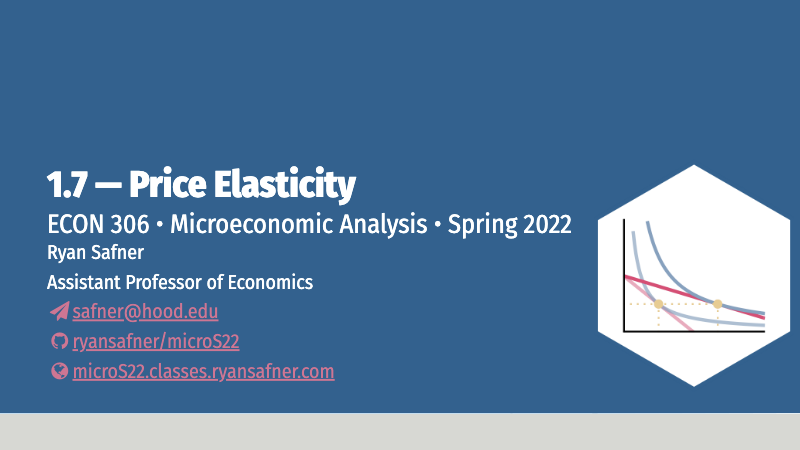 1.7 — Price Elasticity
ECON 306 • Microeconomic Analysis • Spring 2022
Ryan Safner
Assistant Professor of Economics
safner@hood.edu
ryansafner/microS22
microS22.classes.ryansafner.com